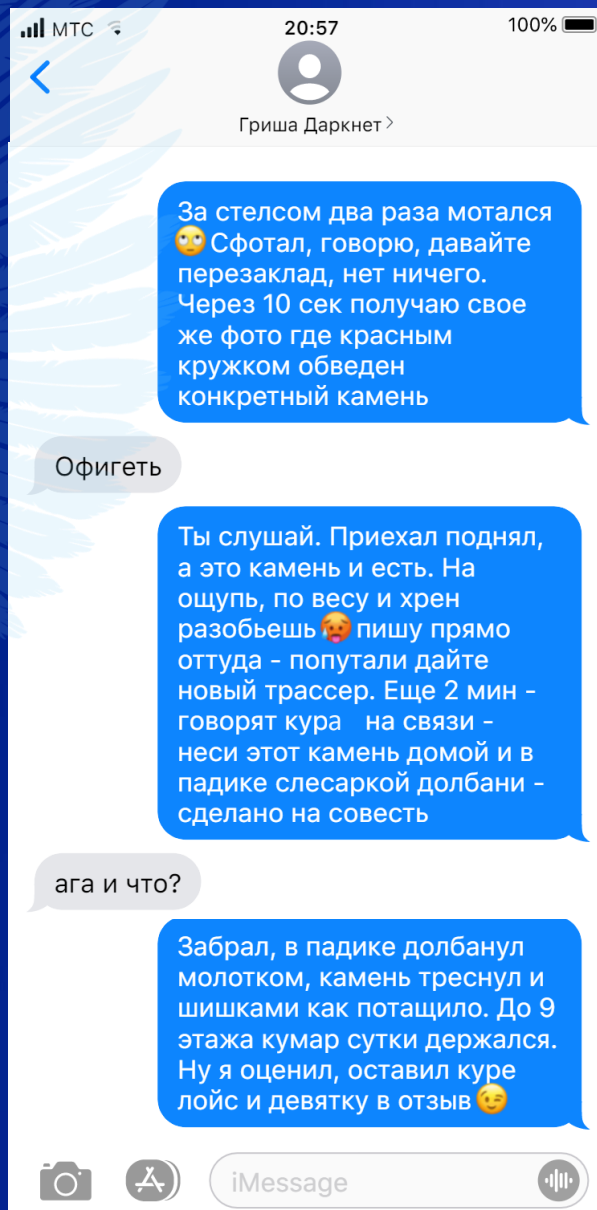 МТС 20:57 100%
Гриша Даркнет
За стелсом два раза мотался
🙄Сфотал, говорю, давайте
перезаклад, нет ничего.
Через 10 сек получаю свое
же фото где красным
кружком обведен
конкретный камень
Офигеть
Ты слушай. Приехал поднял,
а это камень и есть. На
ощупь, по весу и хрен
разобьешь🥵пишу прямо
оттуда - попутали дайте
новый трассер. Еще 2 мин -
говорят кура на связи -
неси этот камень домой и в
падике слесаркой долбани -
сделано на совесть
ага и что?
Забрал, в падике долбанул
молотком, камень треснул и
шишками как потащило. До 9
этажа кумар сутки держался.
Ну я оценил, оставил куре
лойс и девятку в отзыв😉
iMessage